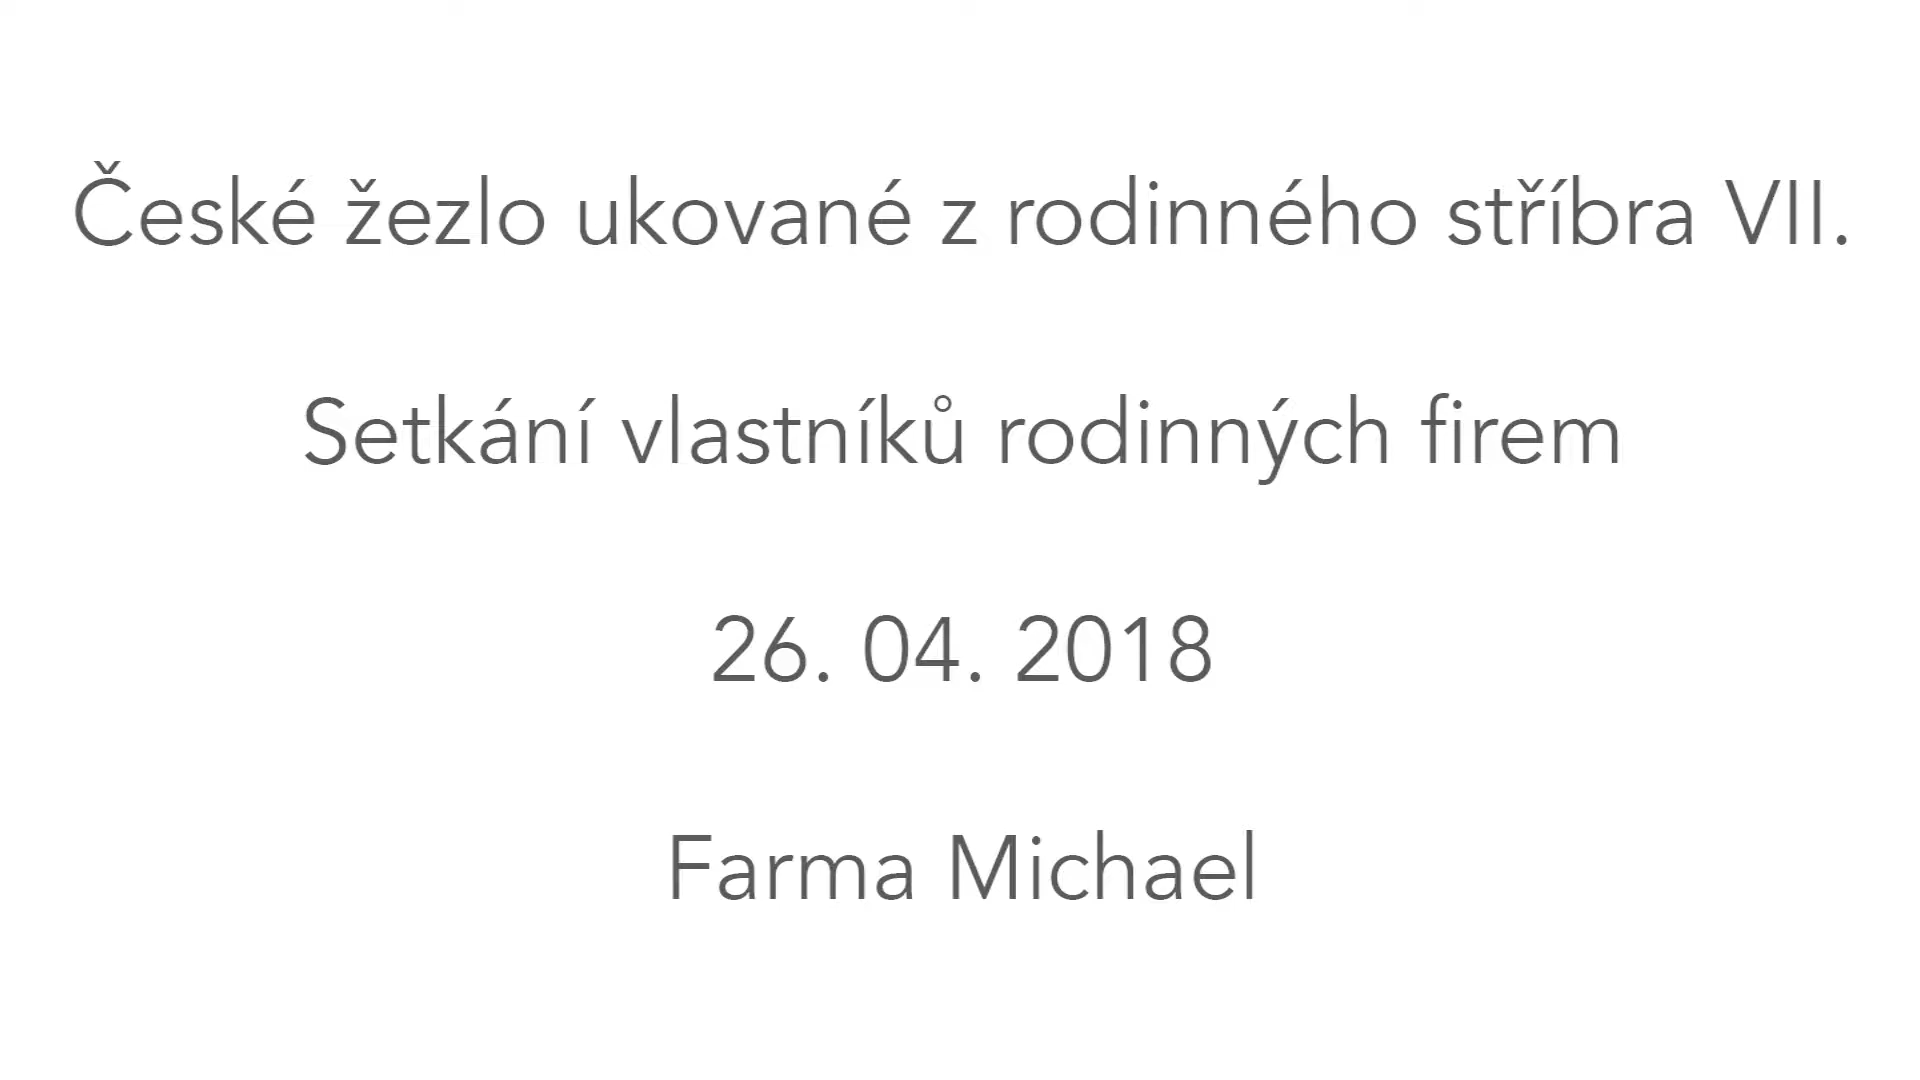 České žezlo ukované z rodinného stříbra VII.
Setkání vlastníků rodinných firem
26. 04. 2018
Farma Michael